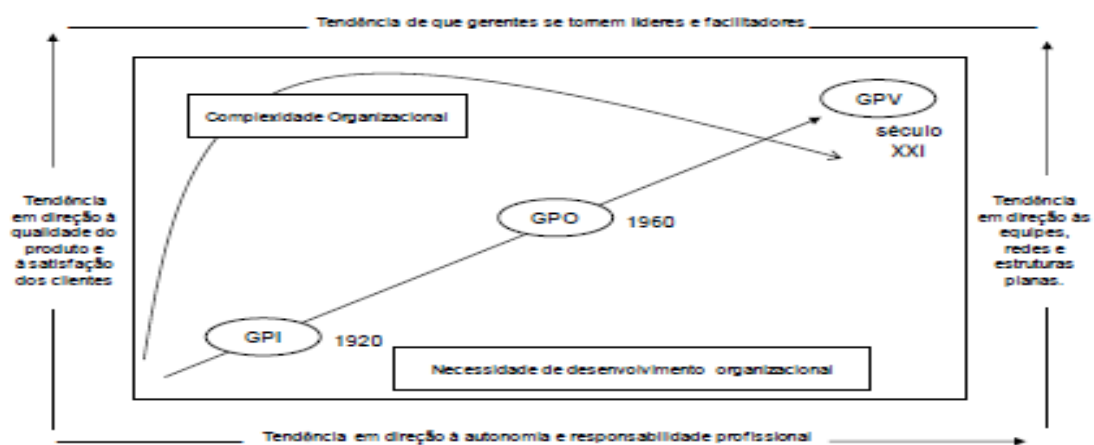 Tendência de que gerentes se tornem líderes e facilitadores
Complexidade Organizacional
GPV
século
XXI
Tendência
em direção à
qualidade do
produto e
à satisfação
dos clientes
GPO
1960
Tendência
em direção às
equipes,
redes e
estruturas
planas.
GPI
1920
Necessidade de desenvolvimento organizacional
Tendência em direção à autonomia e responsabilidade profissional